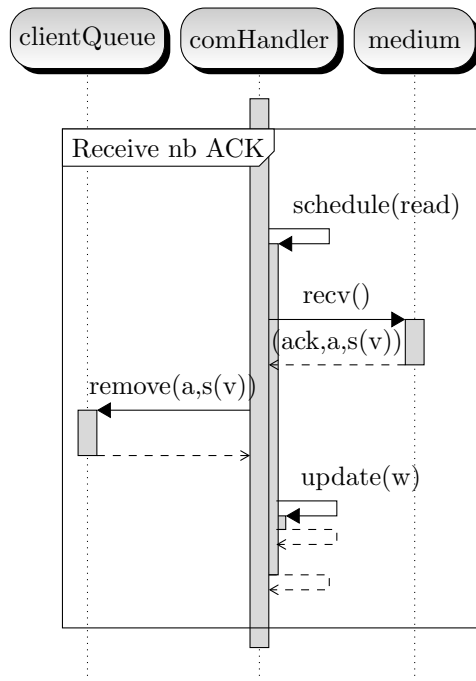 clientQueue
comHandler
medium
Receive nb ACK
schedule(read)
recv()
(ack,a,s(v))
remove(a,s(v))
update(w)